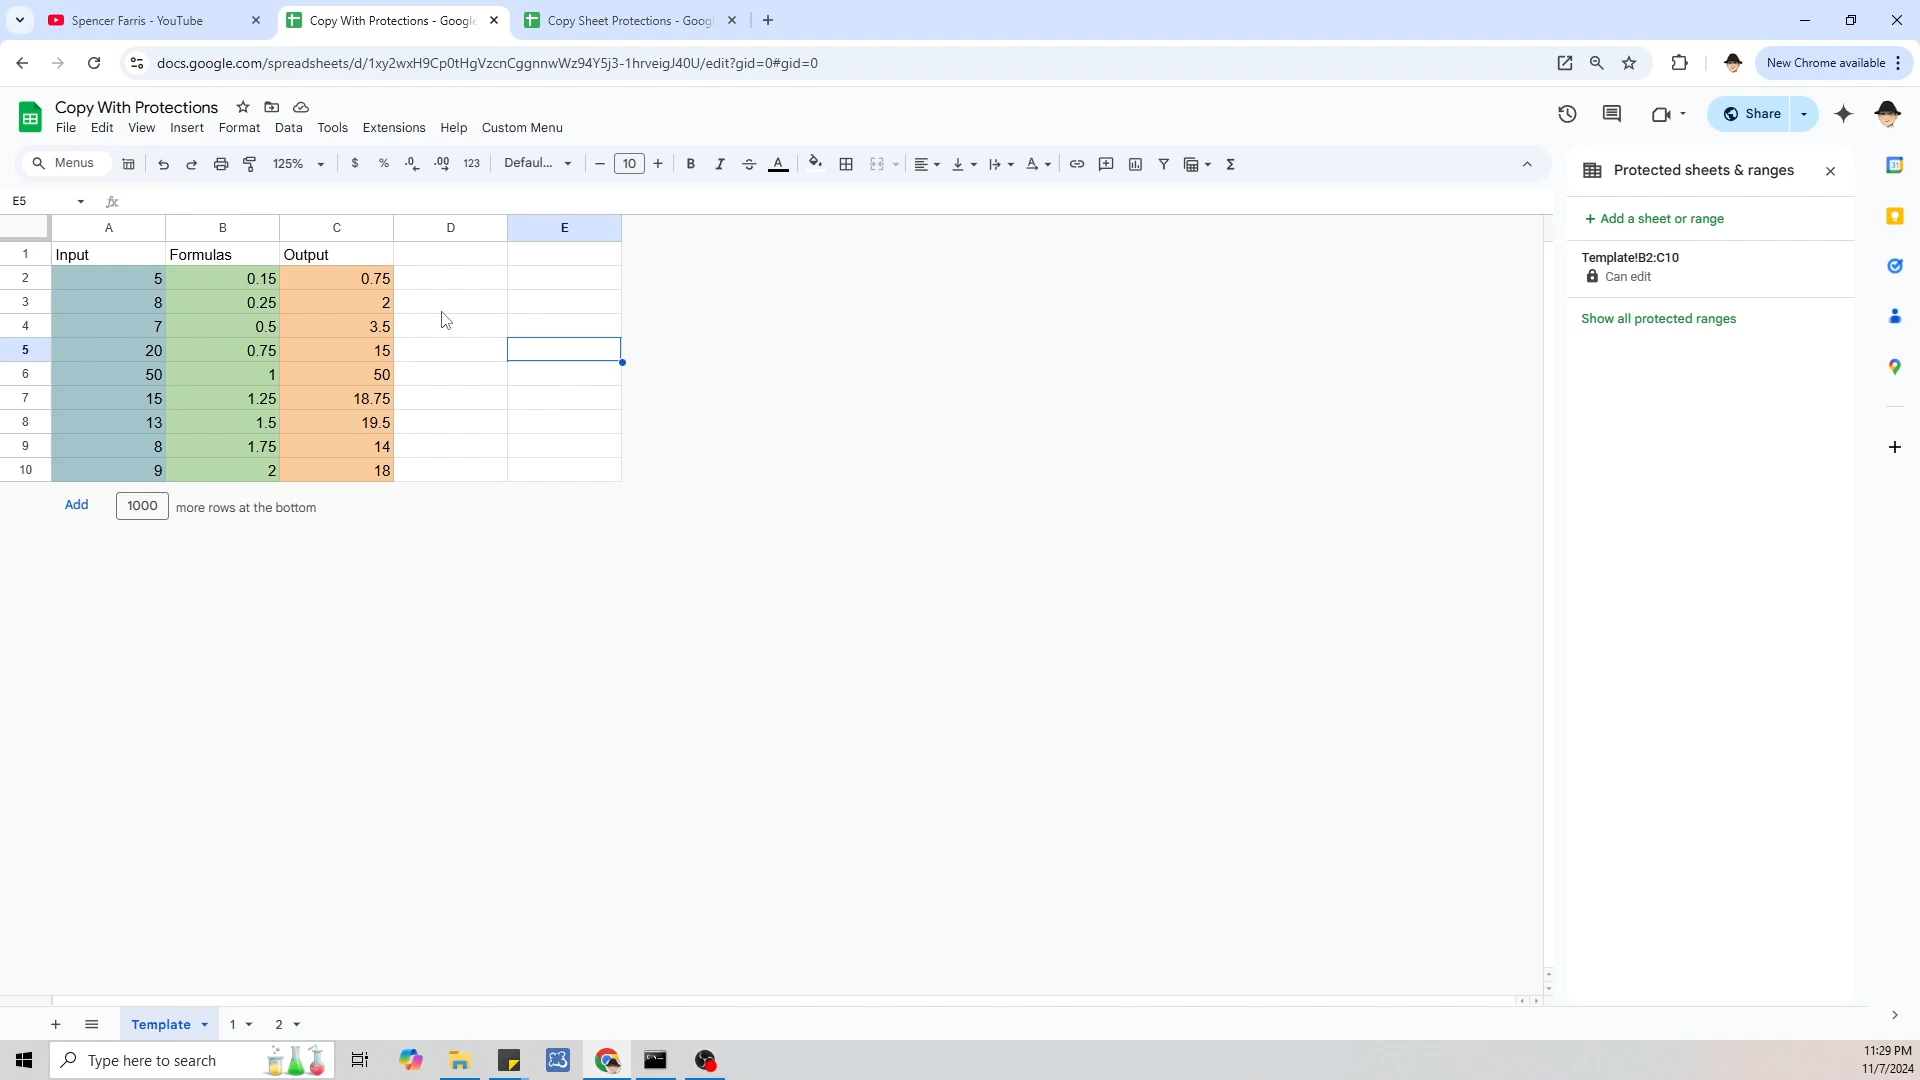 Spencer Farris - YouTube
Copy With Protections - Google
Copy Sheet Protections - Goog
docs.google.com/spreadsheets/d/1xy2wxH9Cp0tHgVzcnCggnnwWz94Y5j3-1hrveigJ40U/edit?gid=0#gid=0
New Chrome available
Copy With Protections
File Edit View Insert Format Data Tools Extensions Help Custom Menu
Share
Menus 125% $ % .0 .00 123 Defaul... 10 B I S A
E5 fx
A B C D E
1 Input Formulas Output
2 5 0.15 0.75
3 8 0.25 2
4 7 0.5 3.5
5 20 0.75 15
6 50 1 50
7 15 1.25 18.75
8 13 1.5 19.5
9 8 1.75 14
10 9 2 18
Add 1000 more rows at the bottom
Protected sheets & ranges
+ Add a sheet or range
Template!B2:C10
Can edit
Show all protected ranges
31
Template 1 2
Type here to search
11:29 PM
11/7/2024